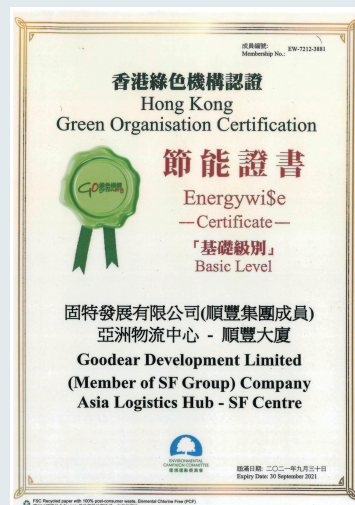 成員編號:
Membership No.: EW-7212-3881
香港綠色機構認證
Hong Kong
Green Organisation Certification
節能證書
Energywi$e
—Certificate—
「基礎級別」
Basic Level
固特發展有限公司(順豐集團成員)
亞洲物流中心 - 順豐大廈
Goodear Development Limited
(Member of SF Group) Company
Asia Logistics Hub - SF Centre
ENVIRONMENTAL
CAMPAIGN COMMITTEE
環境運動委員會
屆滿日期: 二〇二一年九月三十日
Expiry Date: 30 September 2021
FSC Recycled paper with 100% post-consumer waste, Elemental Chlorine Free (PCF)